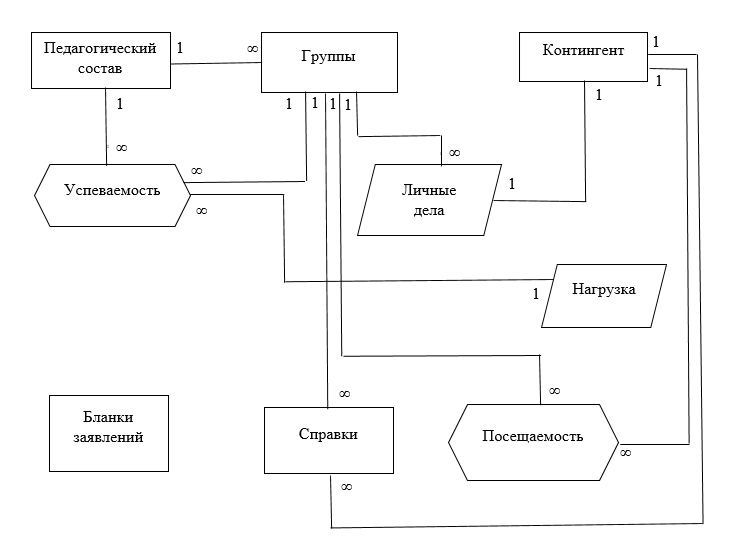 Педагогический
состав
1
∞
Группы
Контингент
1
1
1
1
1
1
1
1
∞
∞
∞
∞
Успеваемость
Личные
дела
1
Нагрузка
1
∞
∞
Бланки
заявлений
Справки
Посещаемость
∞
∞